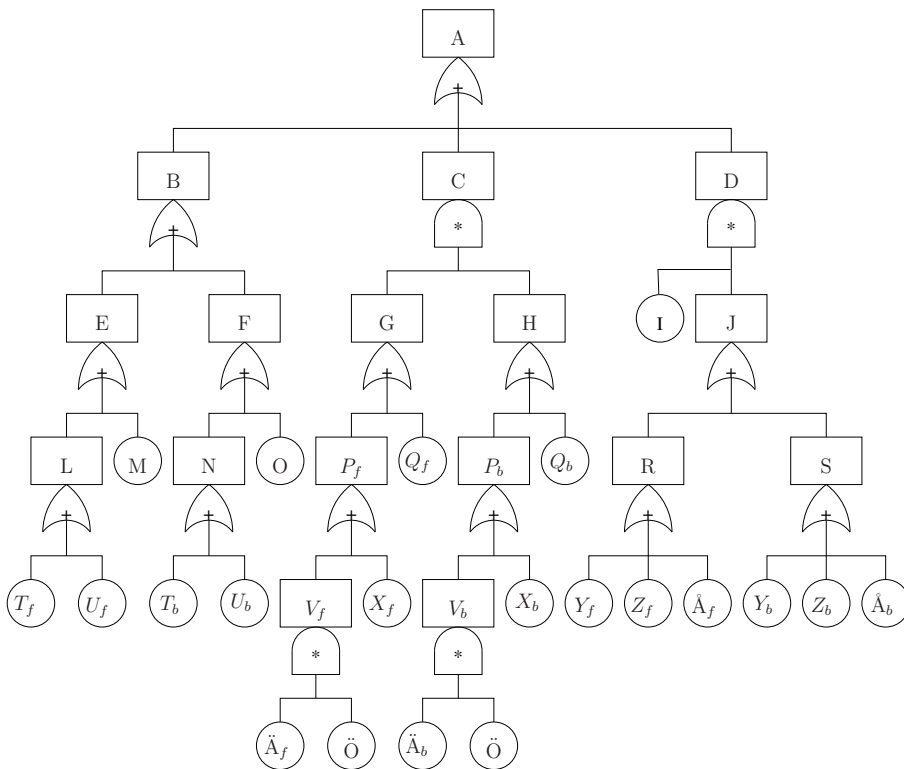 A
+
B C D
+ * *
E F G H I J
+ + + + +
L M N O P_f Q_f P_b Q_b R S
+ + + + + +
T_f U_f T_b U_b V_f X_f V_b X_b Y_f Z_f Å_f Y_b Z_b Å_b
* *
Ä_f Ö Ä_b Ö